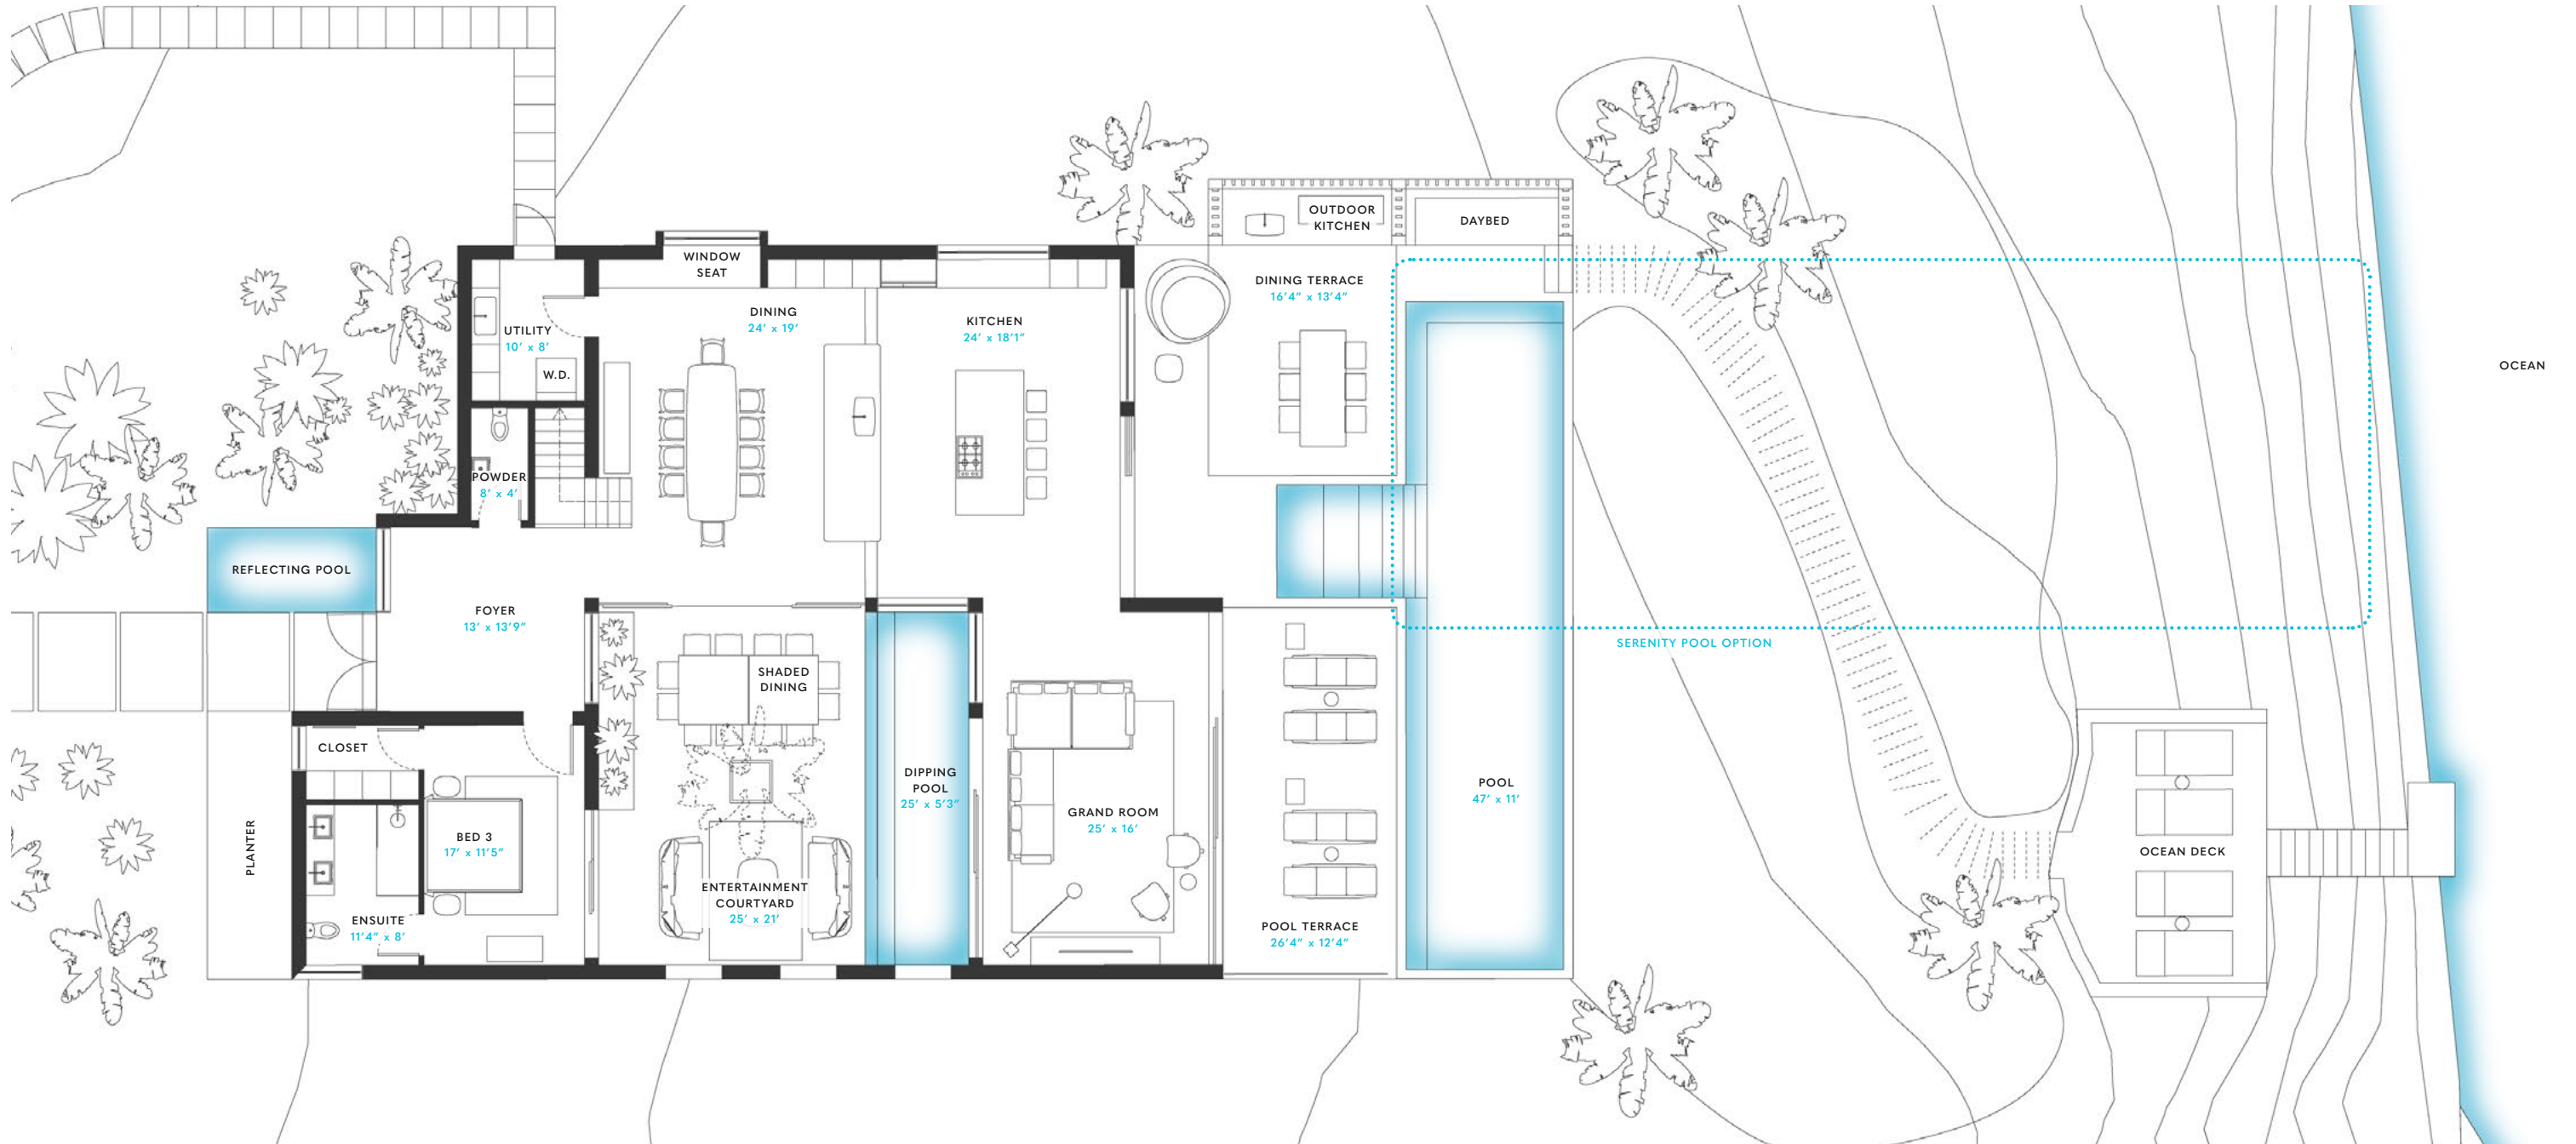 OUTDOOR
KITCHEN
DAYBED
WINDOW
SEAT
DINING TERRACE
16'4" x 13'4"
DINING
24' x 19'
KITCHEN
24' x 18'1"
UTILITY
10' x 8'
W.D.
OCEAN
POWDER
8' x 4'
REFLECTING POOL
FOYER
13' x 13'9"
SERENITY POOL OPTION
SHADED
DINING
CLOSET
DIPPING
POOL
25' x 5'3"
POOL
47' x 11'
GRAND ROOM
25' x 16'
PLANTER
BED 3
17' x 11'5"
OCEAN DECK
ENTERTAINMENT
COURTYARD
25' x 21'
ENSUITE
11'4" x 8'
POOL TERRACE
26'4" x 12'4"